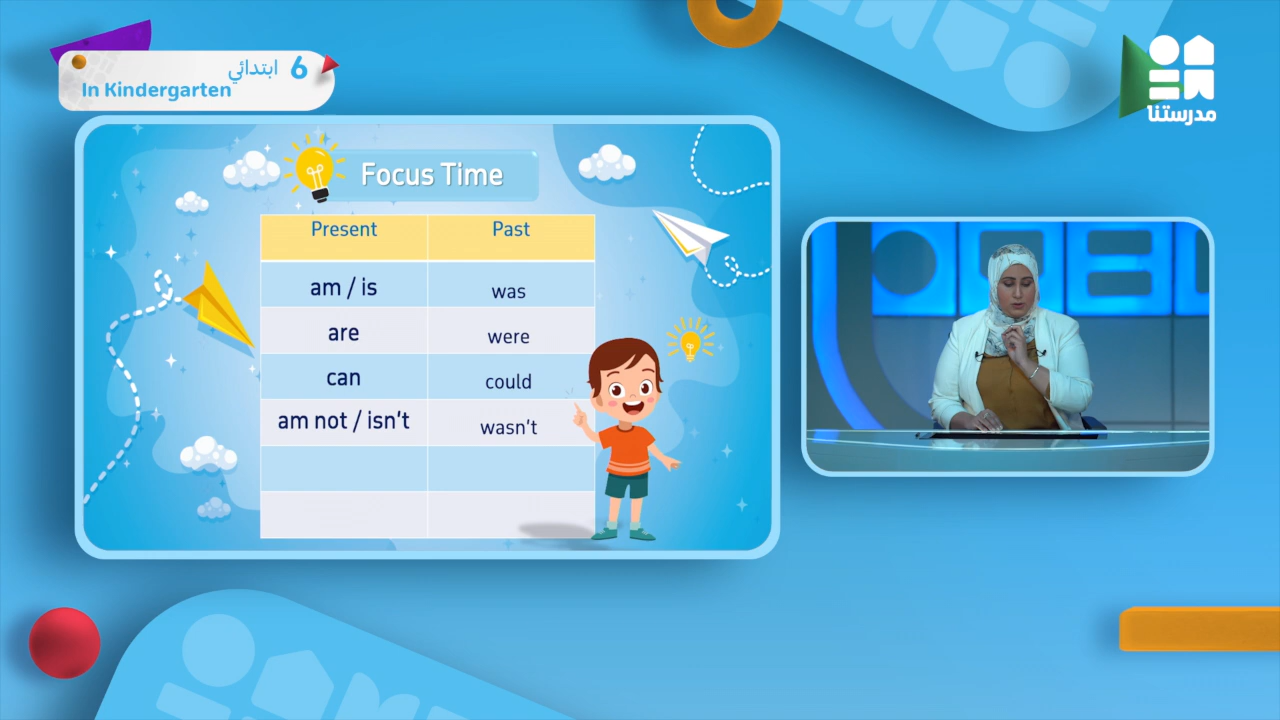 6 ابتدائي
In Kindergarten
مدرستنا
Focus Time
Present Past
am / is was
are were
can could
am not / isn't wasn't